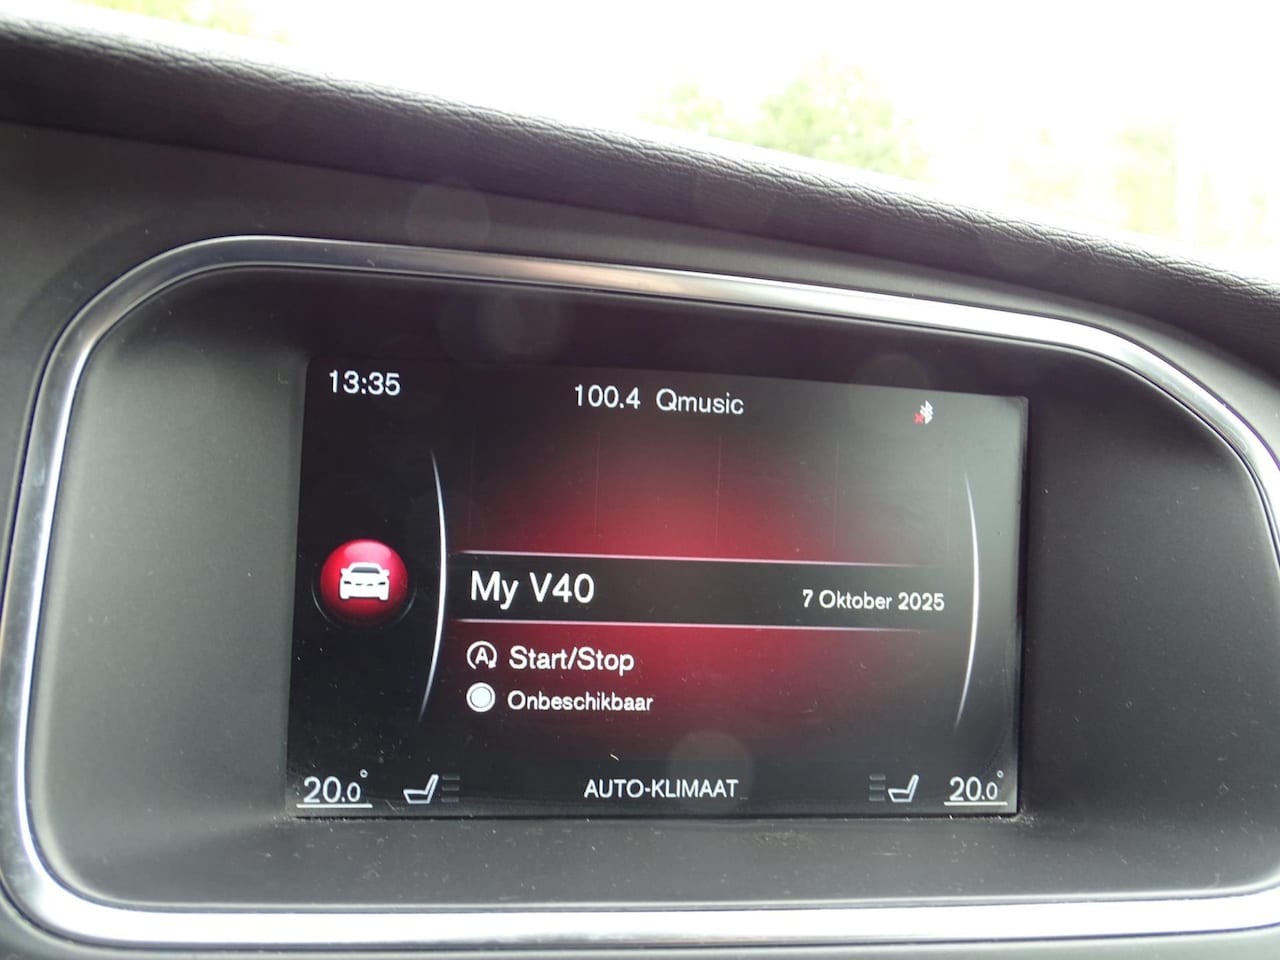 13:35
100.4 Qmusic
My V40
7 Oktober 2025
A Start/Stop
Onbeschikbaar
20.0°
AUTO-KLIMAAT
20.0°